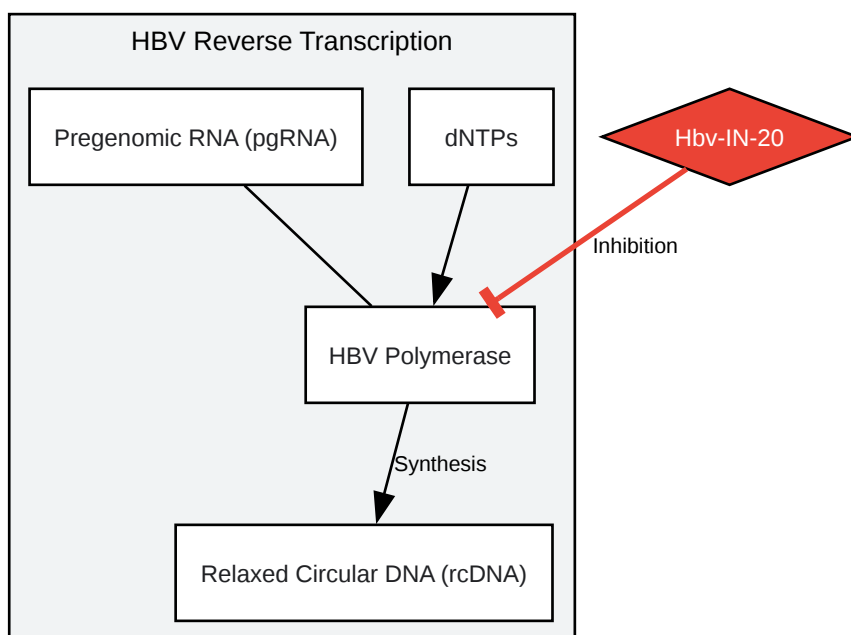 HBV Reverse Transcription
Pregenomic RNA (pgRNA)
dNTPs
Hbv-IN-20
Inhibition
HBV Polymerase
Synthesis
Relaxed Circular DNA (rcDNA)